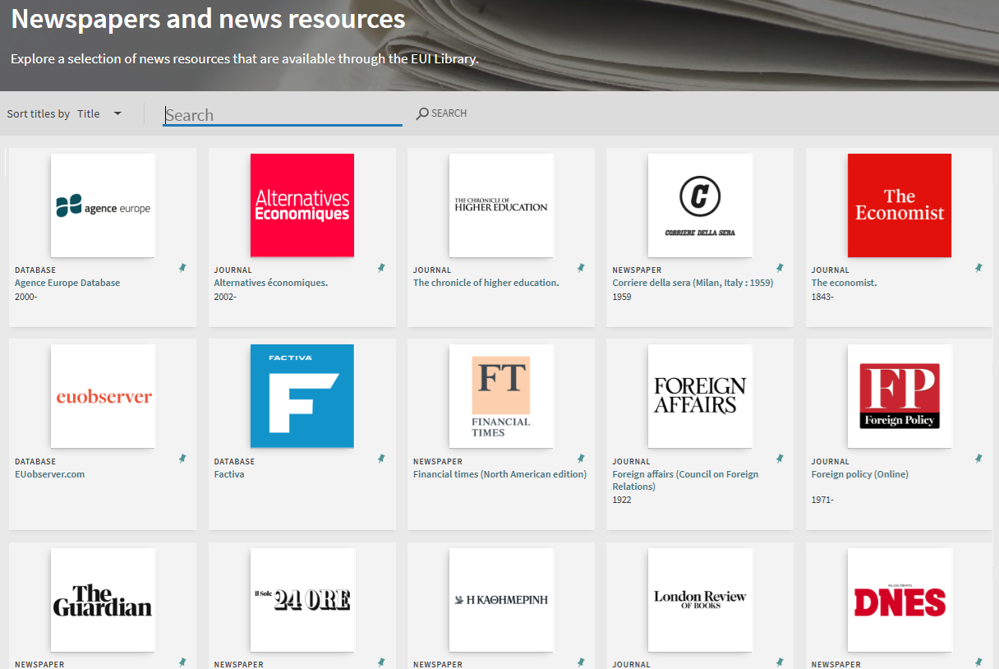 Newspapers and news resources
Explore a selection of news resources that are available through the EUI Library.
Sort titles by Title
Search
SEARCH
agence europe
DATABASE
Agence Europe Database
2000-
Alternatives
Economiques
JOURNAL
Alternatives économiques.
2002-
THE CHRONICLE OF
HIGHER EDUCATION
JOURNAL
The chronicle of higher education.
C
CORRIERE DELLA SERA
NEWSPAPER
Corriere della sera (Milan, Italy : 1959)
1959
The
Economist
JOURNAL
The economist.
1843-
euobserver
DATABASE
EUobserver.com
FACTIVA
F
DATABASE
Factiva
FT
FINANCIAL
TIMES
NEWSPAPER
Financial times (North American edition)
FOREIGN
AFFAIRS
JOURNAL
Foreign affairs (Council on Foreign
Relations)
1922
FP
Foreign Policy
JOURNAL
Foreign policy (Online)
1971-
The
Guardian
NEWSPAPER
Il Sole 24 ORE
NEWSPAPER
Η ΚΑΘΗΜΕΡΙΝΗ
NEWSPAPER
London Review
OF BOOKS
JOURNAL
MLADÁ FRONTA
DNES
NEWSPAPER